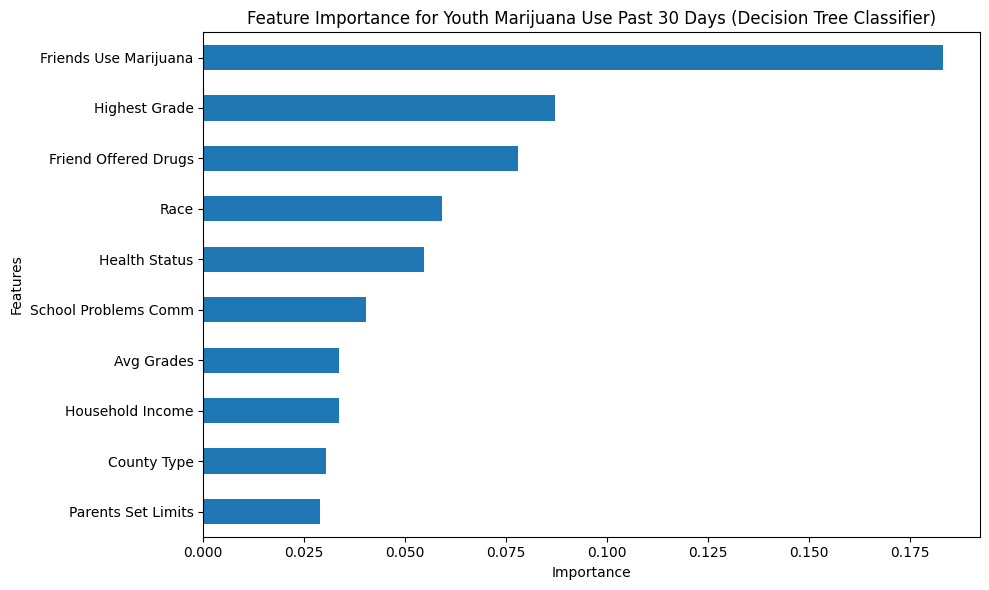 Feature Importance for Youth Marijuana Use Past 30 Days (Decision Tree Classifier)
Features
Friends Use Marijuana
Highest Grade
Friend Offered Drugs
Race
Health Status
School Problems Comm
Avg Grades
Household Income
County Type
Parents Set Limits
0.000 0.025 0.050 0.075 0.100 0.125 0.150 0.175
Importance